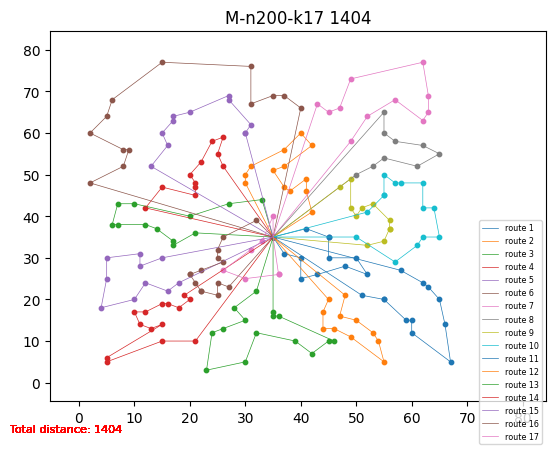 M-n200-k17 1404
80
70
60
50
40
30
20
10
0
0 10 20 30 40 50 60 70 80
route 1
route 2
route 3
route 4
route 5
route 6
route 7
route 8
route 9
route 10
route 11
route 12
route 13
route 14
route 15
route 16
route 17
Total distance: 1404